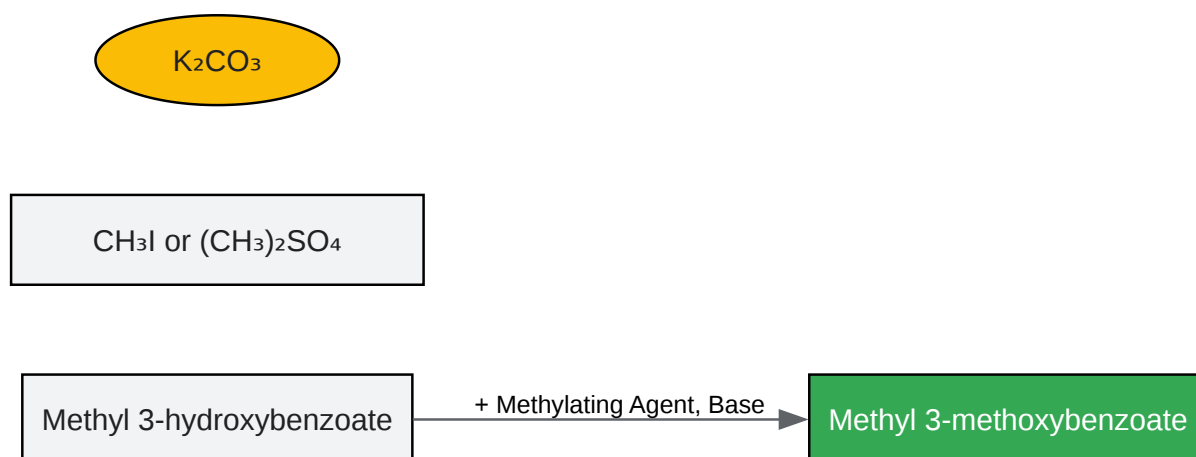 K₂CO₃
CH₃I or (CH₃)₂SO₄
Methyl 3-hydroxybenzoate
+ Methylating Agent, Base
Methyl 3-methoxybenzoate